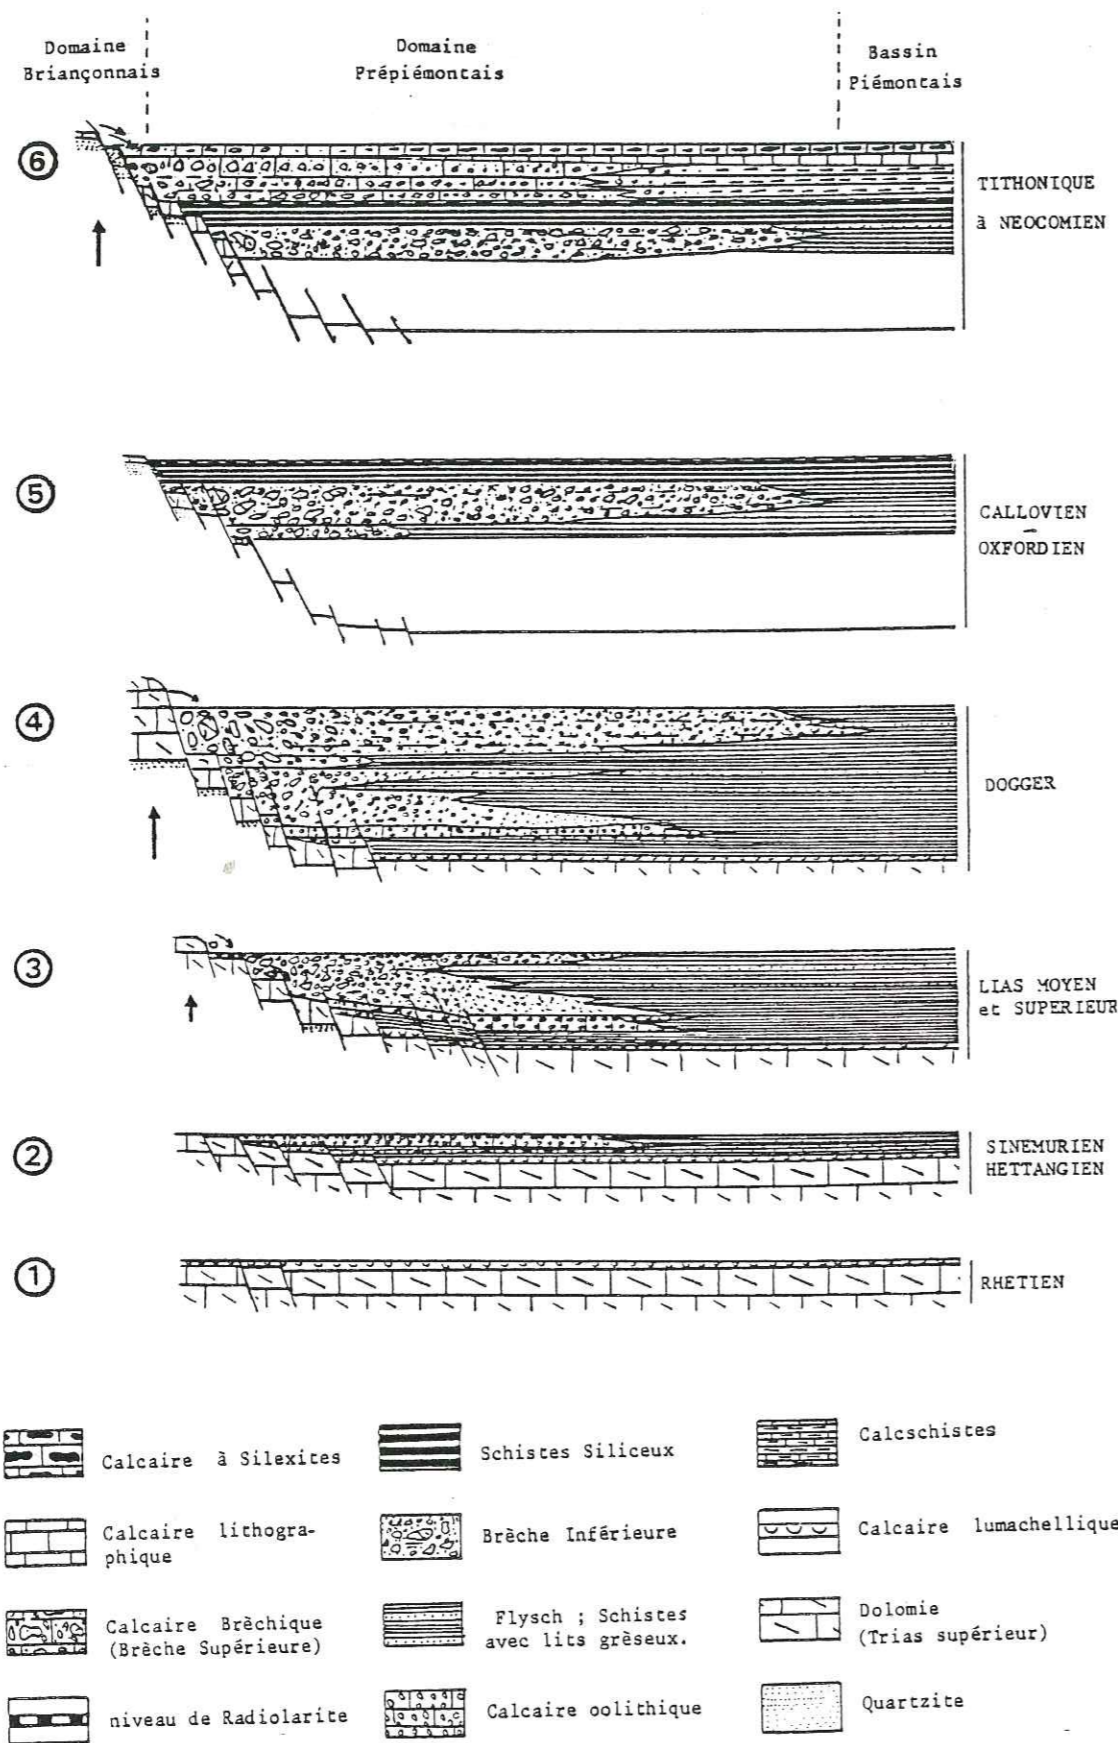 Domaine
Briançonnais
Domaine
Prépiémontais
Bassin
Piémontais
6
TITHONIQUE
à NEOCOMIEN
5
CALLOVIEN
–
OXFORDIEN
4
DOGGER
3
LIAS MOYEN
et SUPERIEUR
2
SINEMURIEN
HETTANGIEN
1
RHETIEN
Calcaire à Silexites
Schistes Siliceux
Calcschistes
Calcaire lithogra-
phique
Brèche Inférieure
Calcaire lumachellique
Calcaire Brèchique
(Brèche Supérieure)
Flysch ; Schistes
avec lits grèseux.
Dolomie
(Trias supérieur)
niveau de Radiolarite
Calcaire oolithique
Quartzite